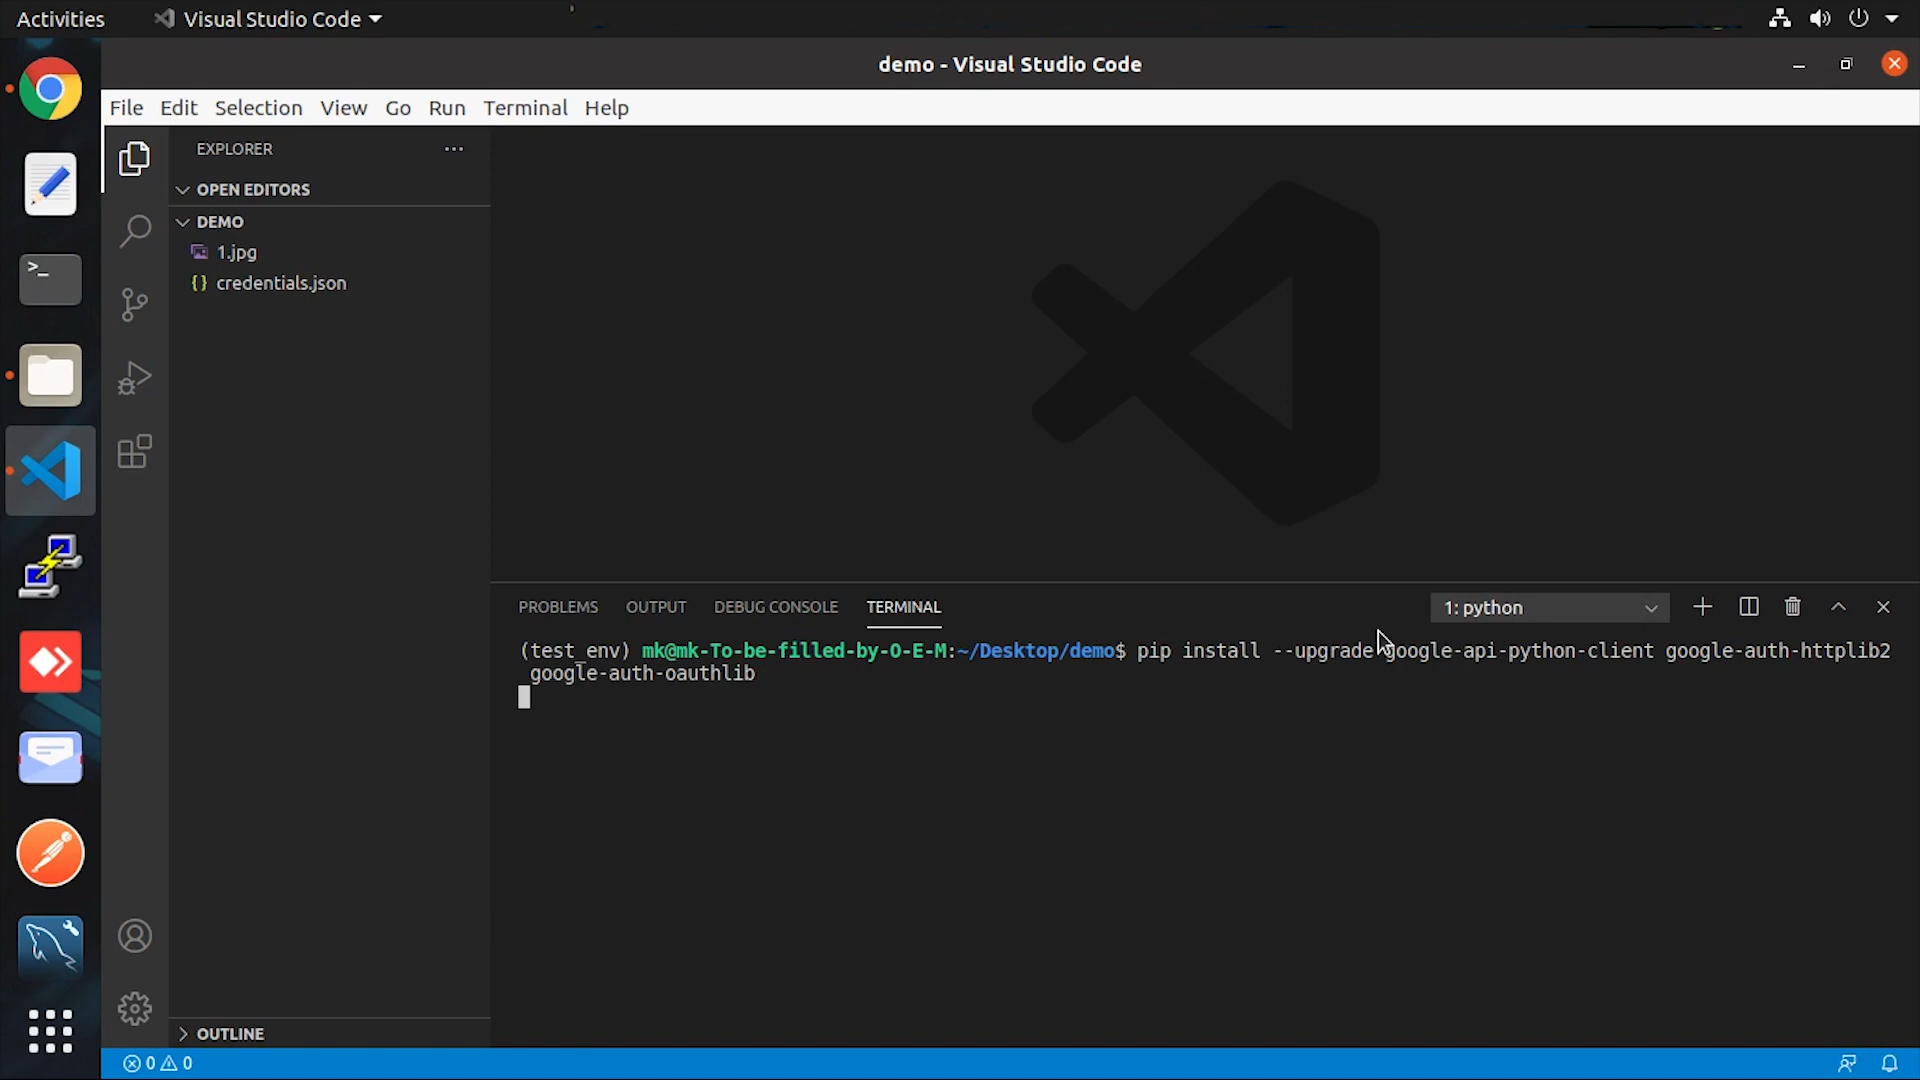 Activities Visual Studio Code
demo - Visual Studio Code
File Edit Selection View Go Run Terminal Help
EXPLORER
OPEN EDITORS
DEMO
1.jpg
credentials.json
PROBLEMS OUTPUT DEBUG CONSOLE TERMINAL 1: python
(test_env) mk@mk-To-be-filled-by-O-E-M:~/Desktop/demo$ pip install --upgrade google-api-python-client google-auth-httplib2
google-auth-oauthlib
OUTLINE
0 0